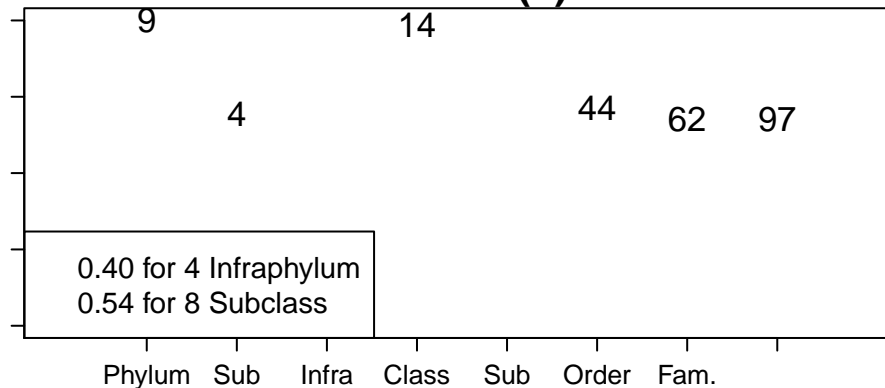 9 14
4 44 62 97
0.40 for 4 Infraphylum
0.54 for 8 Subclass
Phylum Sub Infra Class Sub Order Fam.